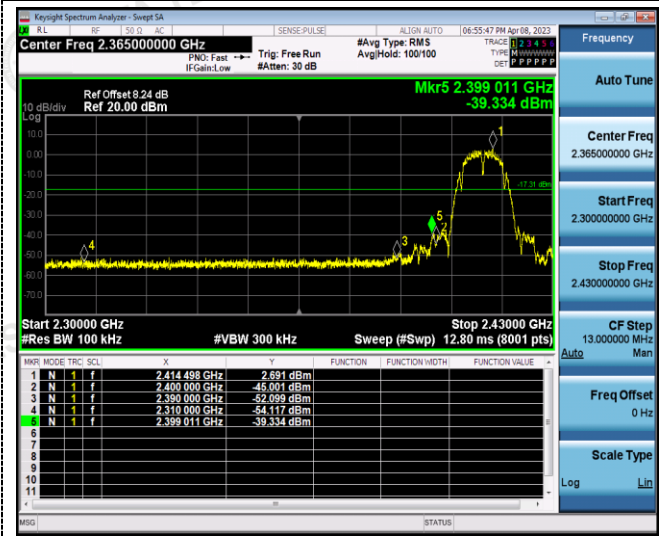 Keysight Spectrum Analyzer - Swept SA
RL RF 50 Ω AC SENSE:PULSE ALIGN AUTO 06:55:47 PM Apr 08, 2023
Center Freq 2.365000000 GHz
PNO: Fast
IFGain:Low
Trig: Free Run
#Atten: 30 dB
#Avg Type: RMS
Avg|Hold: 100/100
TRACE 1 2 3 4 5 6
TYPE M
DET P P P P P P
Mkr5 2.399 011 GHz
-39.334 dBm
Ref Offset 8.24 dB
Ref 20.00 dBm
10 dB/div
Log
10.0
0.00
-10.0
-20.0
-30.0
-40.0
-50.0
-60.0
-70.0
1
-17.31 dBm
5
2
3
4
Start 2.30000 GHz Stop 2.43000 GHz
#Res BW 100 kHz #VBW 300 kHz Sweep (#Swp) 12.80 ms (8001 pts)
MKR MODE TRC SCL X Y FUNCTION FUNCTION WIDTH FUNCTION VALUE
1 N 1 f 2.414 498 GHz 2.691 dBm
2 N 1 f 2.400 000 GHz -45.001 dBm
3 N 1 f 2.390 000 GHz -52.099 dBm
4 N 1 f 2.310 000 GHz -54.117 dBm
5 N 1 f 2.399 011 GHz -39.334 dBm
6
7
8
9
10
11
MSG STATUS
Frequency
Auto Tune
Center Freq
2.365000000 GHz
Start Freq
2.300000000 GHz
Stop Freq
2.430000000 GHz
CF Step
13.000000 MHz
Auto Man
Freq Offset
0 Hz
Scale Type
Log Lin